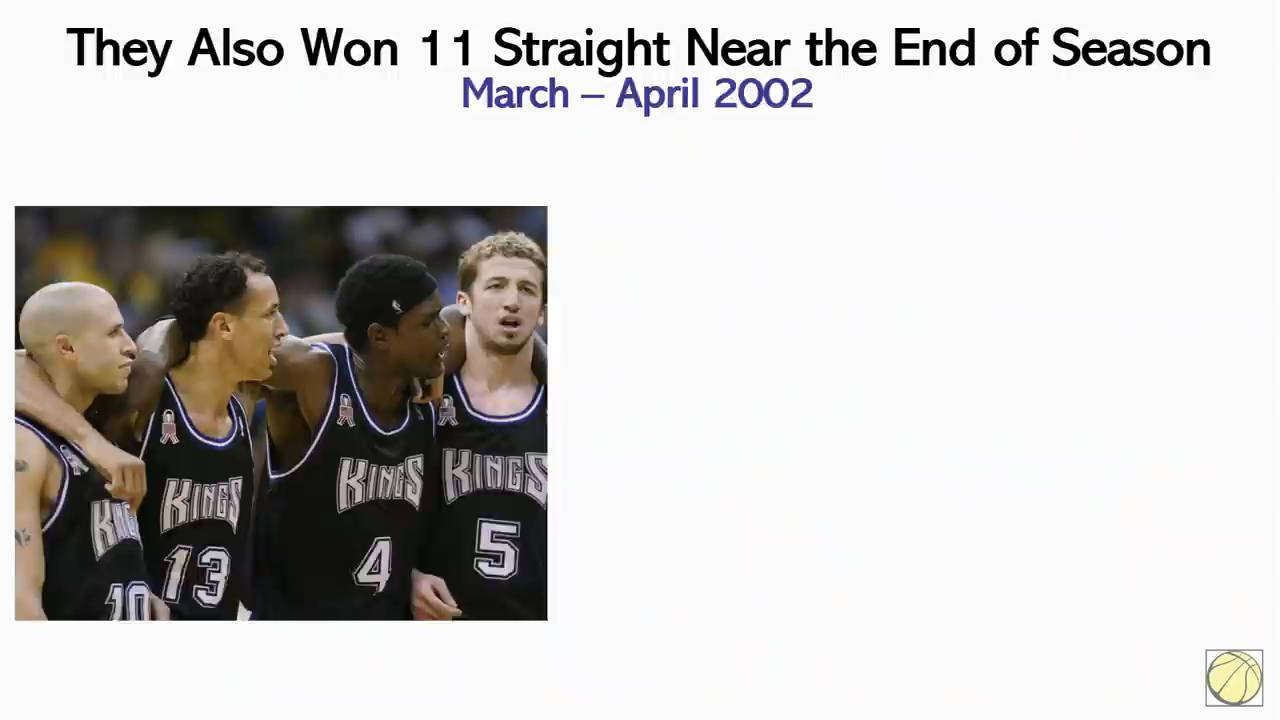 They Also Won 11 Straight Near the End of Season
March – April 2002
KINGS
KINGS
KINGS
13
4
5
10